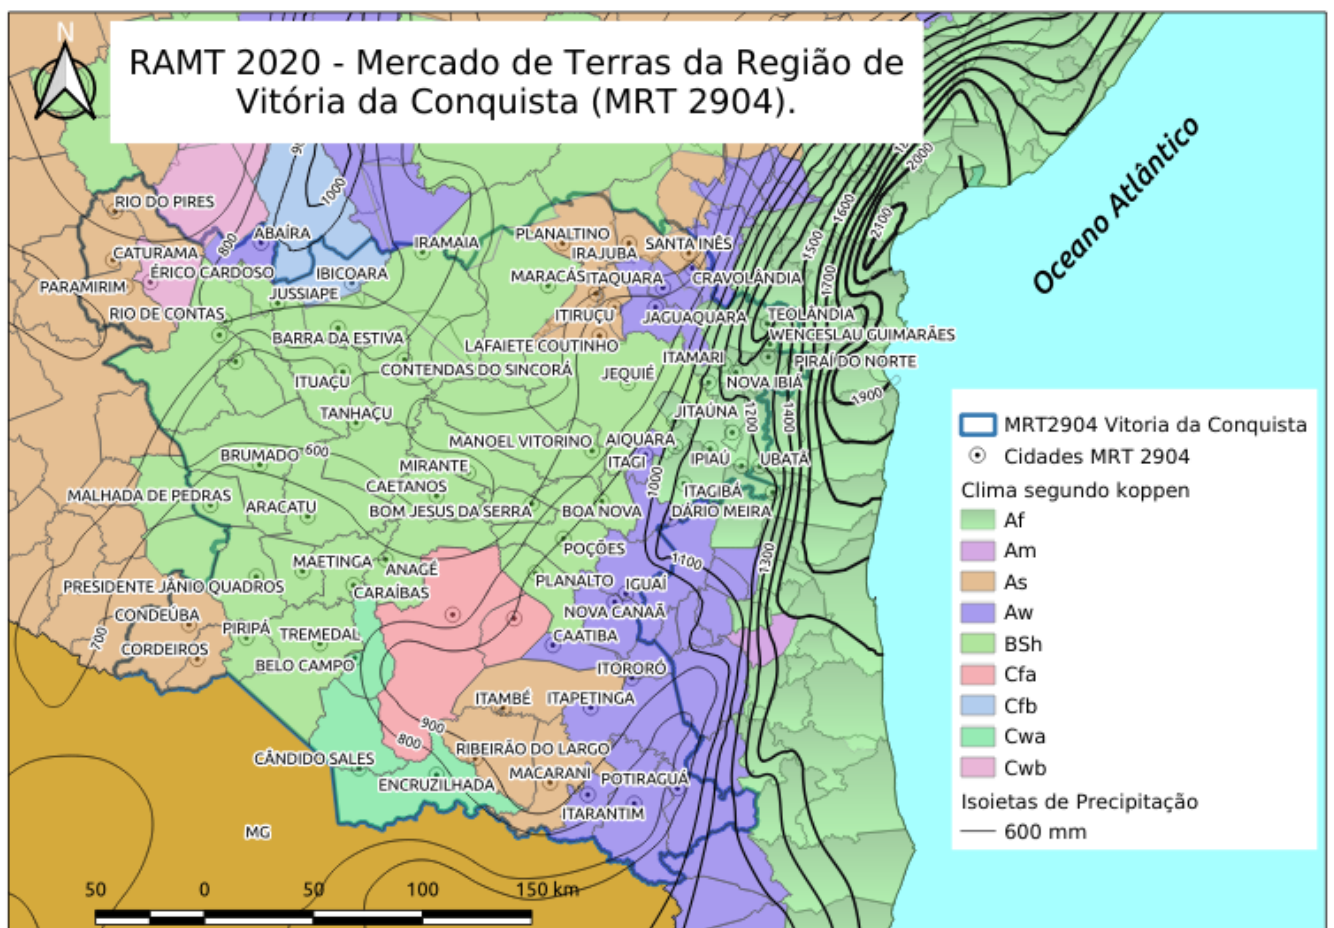 N
RAMT 2020 - Mercado de Terras da Região de
Vitória da Conquista (MRT 2904).
Oceano Atlântico
2000
1000
RIO DO PIRES
1600
2100
ABAÍRA
800
IRAMAIA
PLANALTINO
SANTA INÊS
1500
CATURAMA
IRAJUBA
ÉRICO CARDOSO
IBICOARA
MARACÁS
ITAQUARA
CRAVOLÂNDIA
1700
PARAMIRIM
JUSSIAPE
RIO DE CONTAS
ITIRUÇU
JAGUAQUARA
TEOLÂNDIA
BARRA DA ESTIVA
LAFAIETE COUTINHO
WENCESLAU GUIMARÃES
ITAMARI
PIRAÍ DO NORTE
CONTENDAS DO SINCORÁ
JEQUIÉ
ITUAÇU
NOVA IBIÁ
1900
TANHAÇU
JITAÚNA
1200
1400
MANOEL VITORINO
AIQUARA
BRUMADO
600
MIRANTE
ITAGÍ
IPIAÚ
UBATÃ
CAETANOS
1000
MALHADA DE PEDRAS
ITAGIBÁ
ARACATU
BOM JESUS DA SERRA
BOA NOVA
DÁRIO MEIRA
POÇÕES
1300
MAETINGA
ANAGÉ
1100
PRESIDENTE JÂNIO QUADROS
CARAÍBAS
PLANALTO
IGUAÍ
CONDEÚBA
NOVA CANAÃ
PIRIPÁ
TREMEDAL
CAATIBA
700
CORDEIROS
BELO CAMPO
ITORORÓ
ITAMBÉ
ITAPETINGA
900
800
CÂNDIDO SALES
RIBEIRÃO DO LARGO
MACARANÍ
POTIRAGUÁ
ENCRUZILHADA
ITARANTIM
MG
50 0 50 100 150 km
MRT2904 Vitoria da Conquista
Cidades MRT 2904
Clima segundo koppen
Af
Am
As
Aw
BSh
Cfa
Cfb
Cwa
Cwb
Isoietas de Precipitação
600 mm